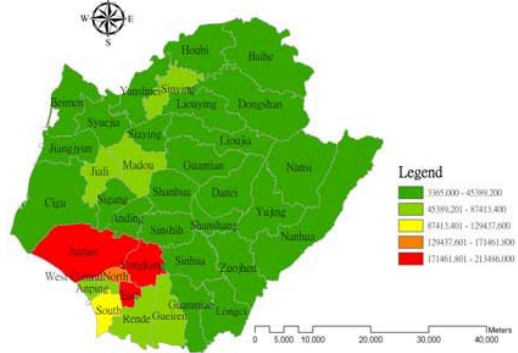 W E
S
Houbi
Baihe
Yanshuei Sinying
Beimen
Liouying
Dongshan
Syuejia
Siaying
Lioujia
Jiangjyun
Madou
Jiali
Guantian
Nansi
Cigu
Sigang
Shanhua
Danei
Yujing
Anding
Sinshih
Shanshang
Nanhua
Annan
Yongkang
Sinhua
Zuojhen
West Central North
Anping
East
Guanmiao
South
Rende
Gueiren
Longci
Legend
3365.000 - 45389.200
45389.201 - 87413.400
87413.401 - 129437.600
129437.601 - 171461.800
171461.801 - 213486.000
Meters
0 5,000 10,000 20,000 30,000 40,000